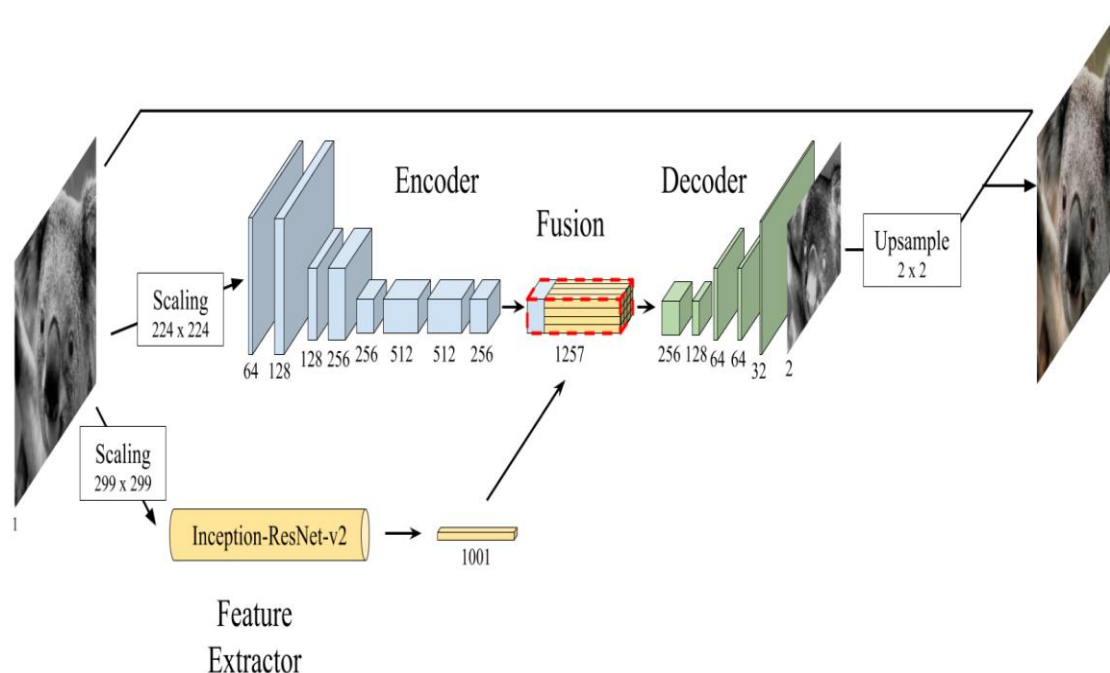 Encoder
Decoder
Fusion
Scaling
224 x 224
Upsample
2 x 2
64
128
128
256
256
512
512
256
1257
256
128
64
64
32
2
Scaling
299 x 299
1
Inception-ResNet-v2
1001
Feature
Extractor